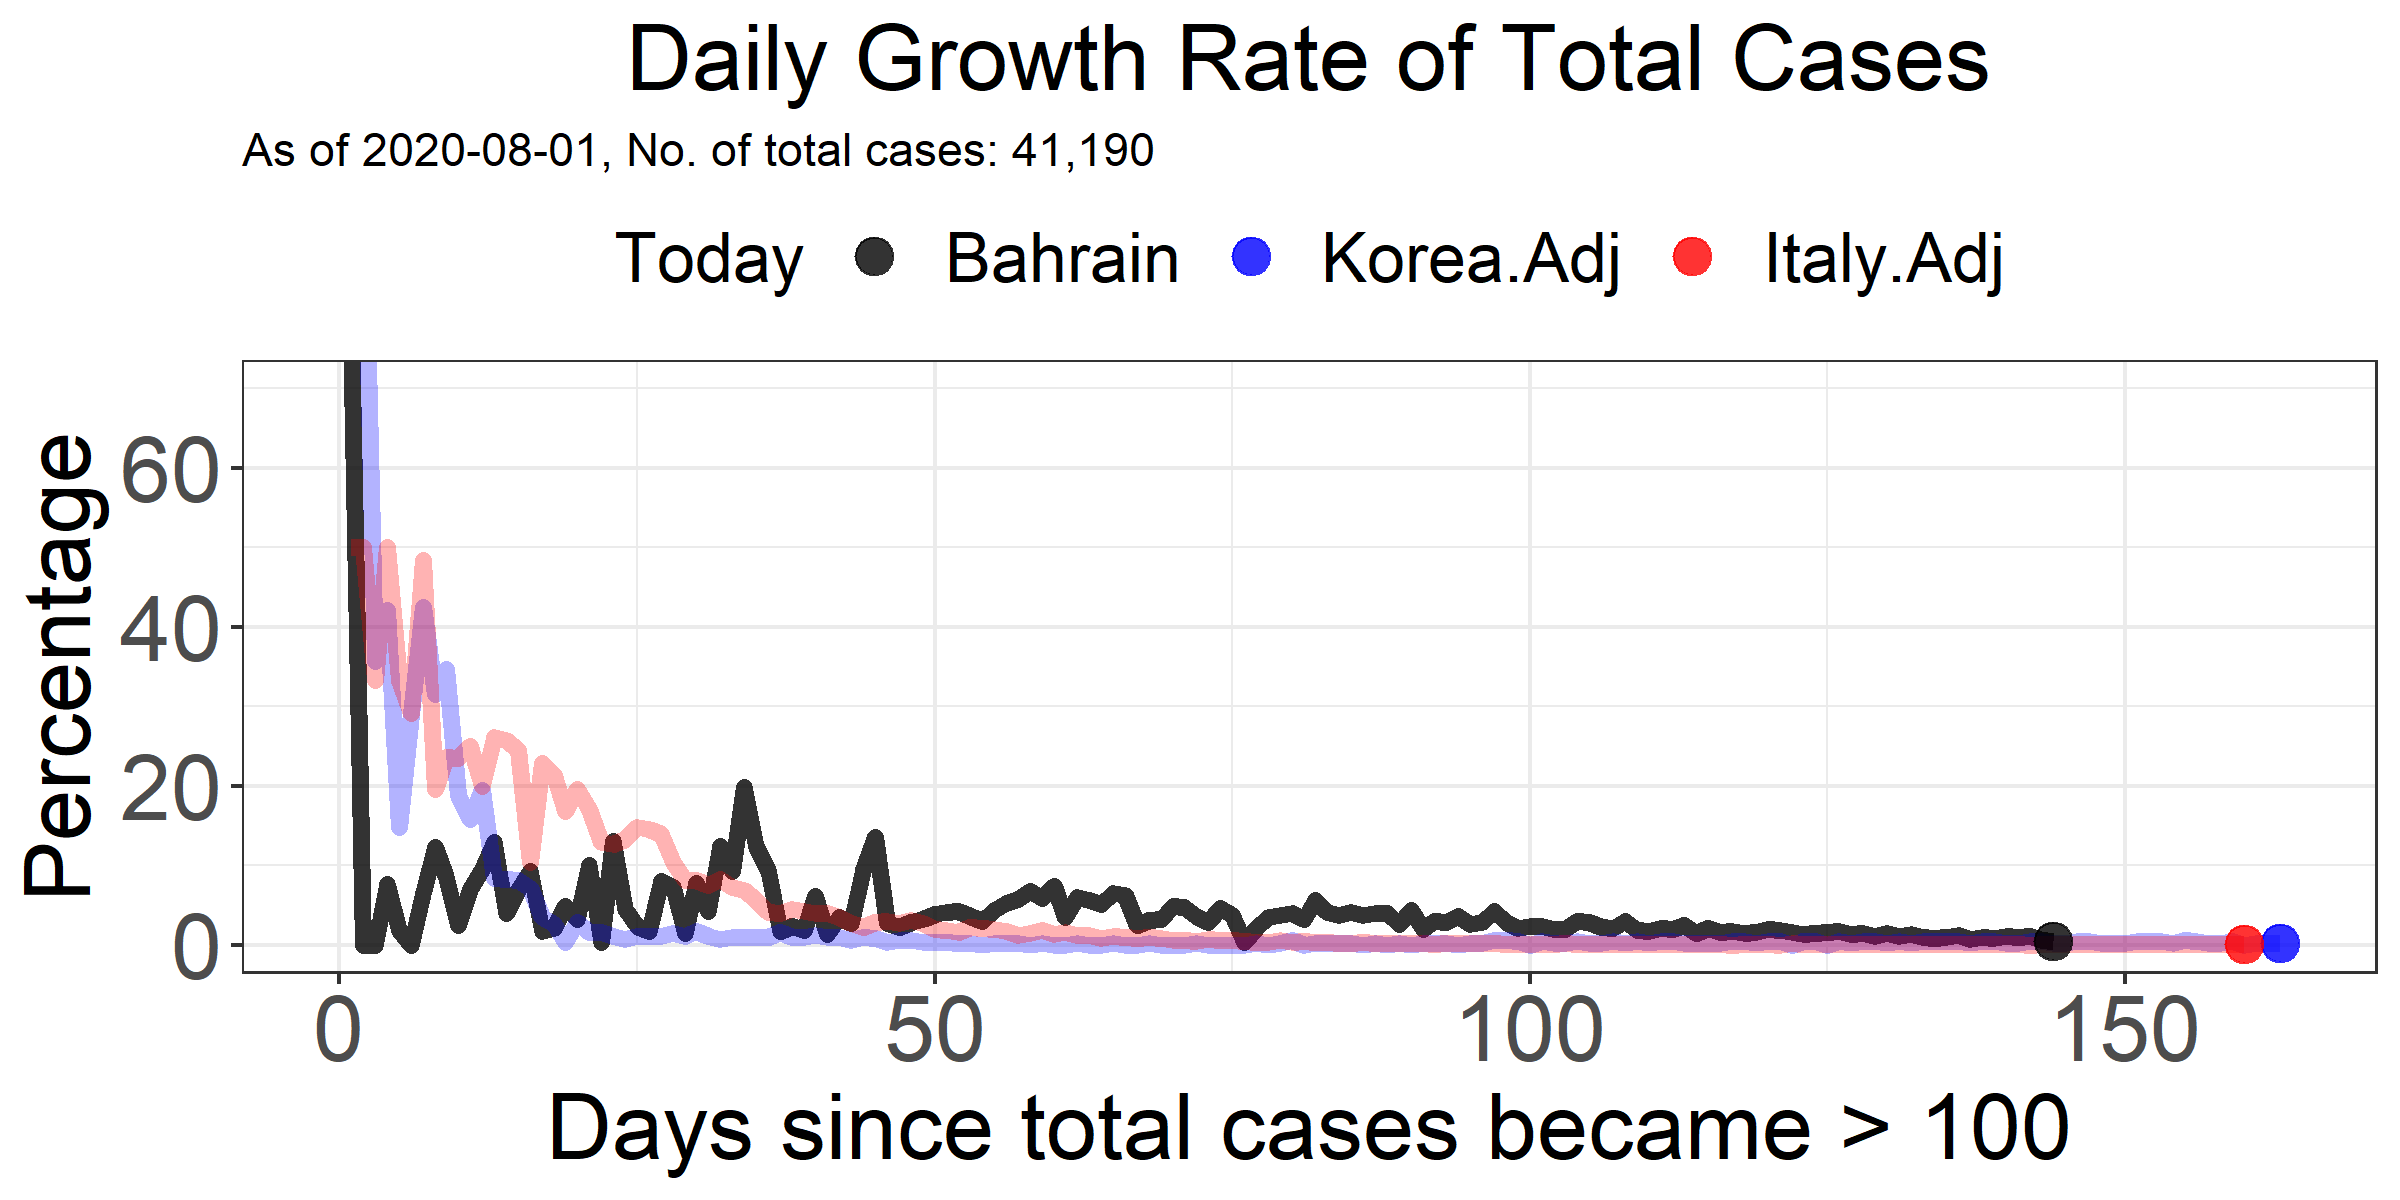 Daily Growth Rate of Total Cases
As of 2020-08-01, No. of total cases: 41,190
Today Bahrain Korea.Adj Italy.Adj
Percentage
60
40
20
0
0 50 100 150
Days since total cases became > 100